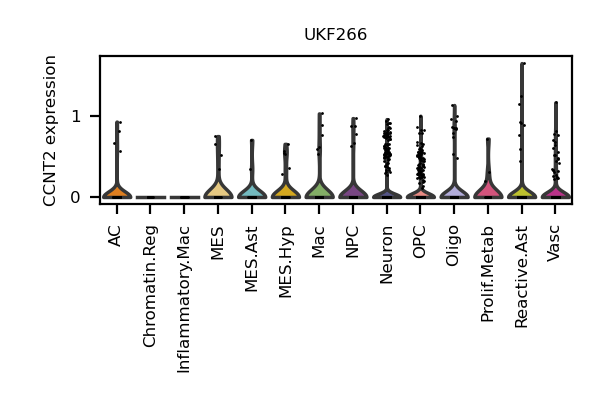 UKF266
CCNT2 expression
1
0
AC
Chromatin.Reg
Inflammatory.Mac
MES
MES.Ast
MES.Hyp
Mac
NPC
Neuron
OPC
Oligo
Prolif.Metab
Reactive.Ast
Vasc